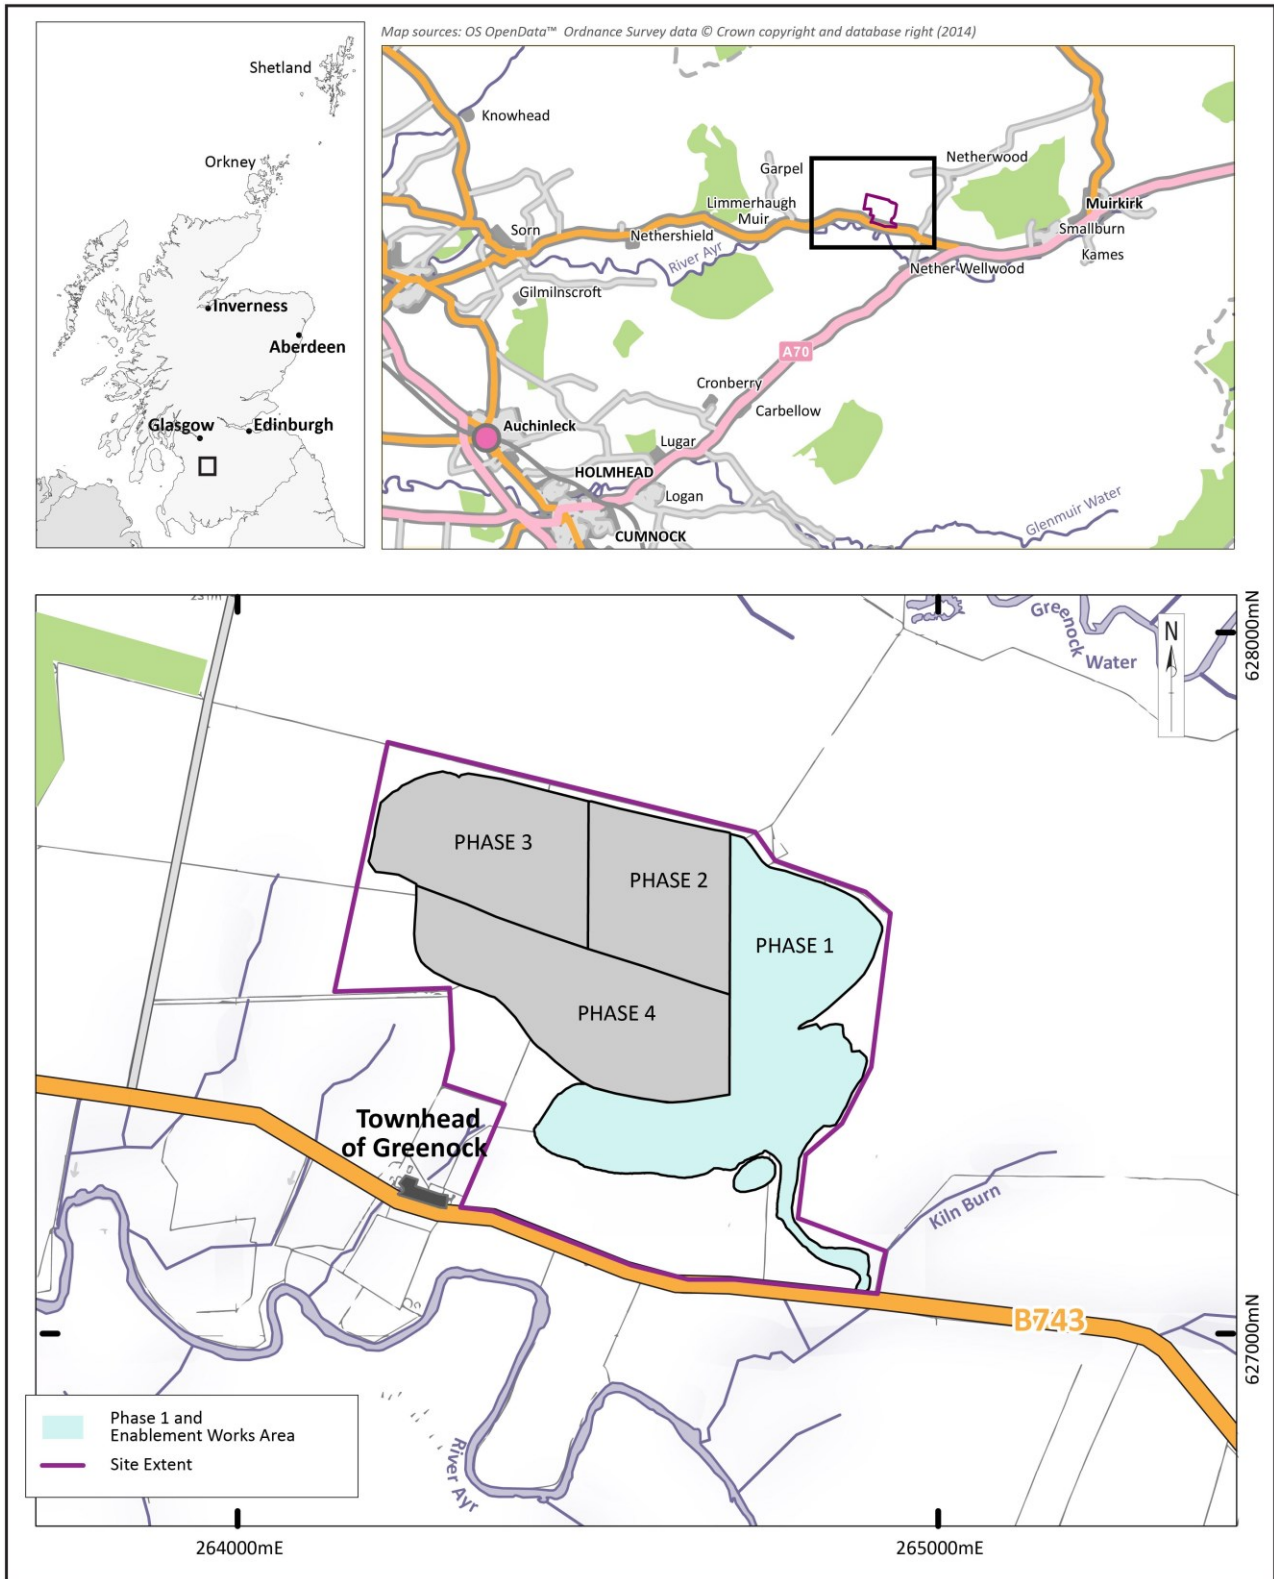 Map sources: OS OpenData™ Ordnance Survey data © Crown copyright and database right (2014)
Shetland
Orkney
Inverness
Aberdeen
Glasgow
Edinburgh
Knowhead
Netherwood
Garpel
Limmerhaugh
Muir
Muirkirk
Sorn
Nethershield
Smallburn
River Ayr
Kames
Nether Wellwood
Gilmilnscroft
A70
Cronberry
Carbellow
Auchinleck
Lugar
HOLMHEAD
Logan
Glenmuir Water
CUMNOCK
Greenock
Water
N
628000mN
PHASE 3
PHASE 2
PHASE 1
PHASE 4
Townhead
of Greenock
Kiln Burn
B743
627000mN
River Ayr
Phase 1 and
Enablement Works Area
Site Extent
264000mE
265000mE